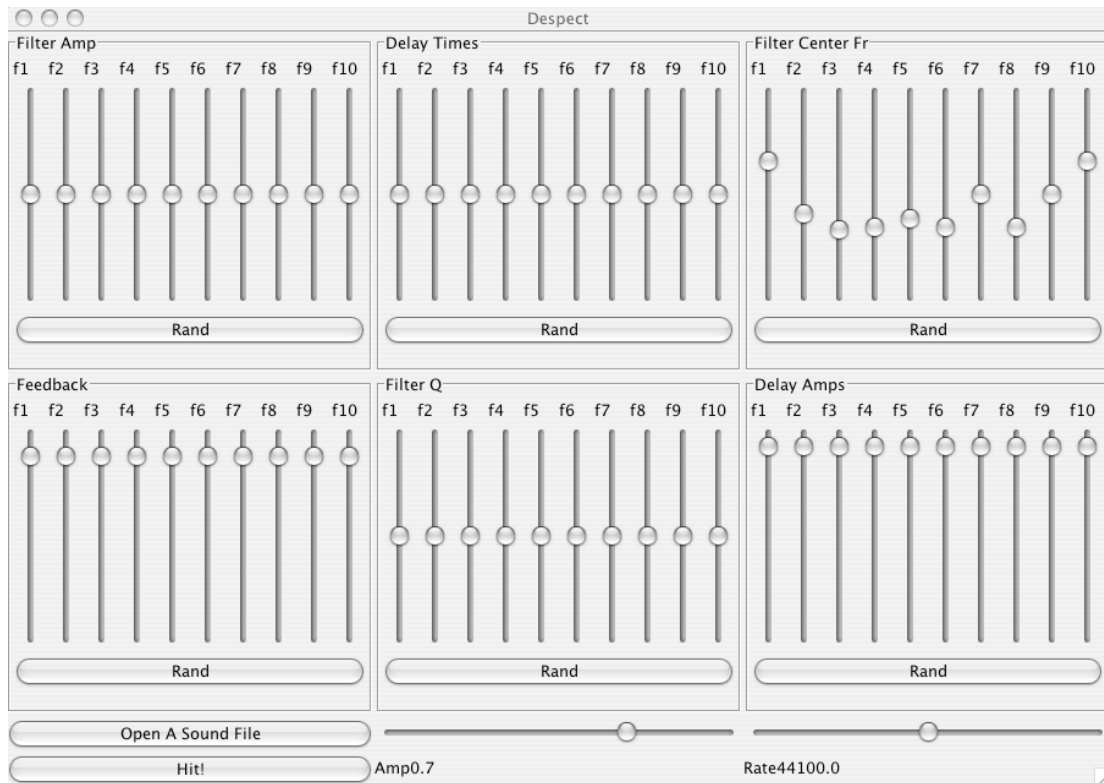 Despect
Filter Amp
f1 f2 f3 f4 f5 f6 f7 f8 f9 f10
Rand
Delay Times
f1 f2 f3 f4 f5 f6 f7 f8 f9 f10
Rand
Filter Center Fr
f1 f2 f3 f4 f5 f6 f7 f8 f9 f10
Rand
Feedback
f1 f2 f3 f4 f5 f6 f7 f8 f9 f10
Rand
Filter Q
f1 f2 f3 f4 f5 f6 f7 f8 f9 f10
Rand
Delay Amps
f1 f2 f3 f4 f5 f6 f7 f8 f9 f10
Rand
Open A Sound File
Hit!
Amp0.7
Rate44100.0